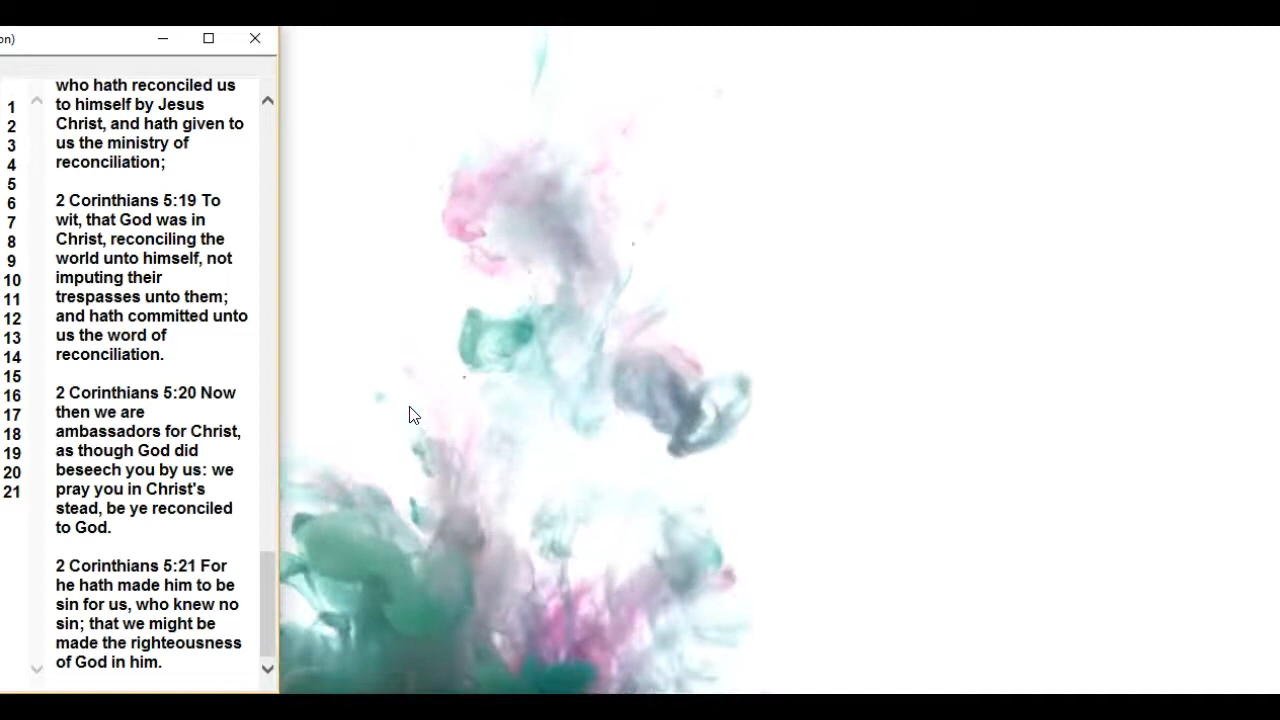 on)
who hath reconciled us
to himself by Jesus
Christ, and hath given to
us the ministry of
reconciliation;
2 Corinthians 5:19 To
wit, that God was in
Christ, reconciling the
world unto himself, not
imputing their
trespasses unto them;
and hath committed unto
us the word of
reconciliation.
2 Corinthians 5:20 Now
then we are
ambassadors for Christ,
as though God did
beseech you by us: we
pray you in Christ's
stead, be ye reconciled
to God.
2 Corinthians 5:21 For
he hath made him to be
sin for us, who knew no
sin; that we might be
made the righteousness
of God in him.
1
2
3
4
5
6
7
8
9
10
11
12
13
14
15
16
17
18
19
20
21